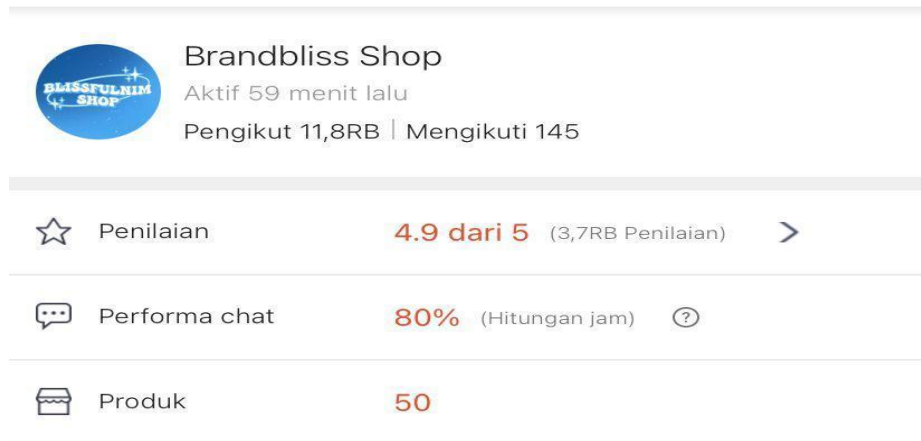 Brandbliss Shop
BLISSFULNIM
SHOP
Aktif 59 menit lalu
Pengikut 11,8RB | Mengikuti 145
Penilaian 4.9 dari 5 (3,7RB Penilaian)
Performa chat 80% (Hitungan jam)
Produk 50